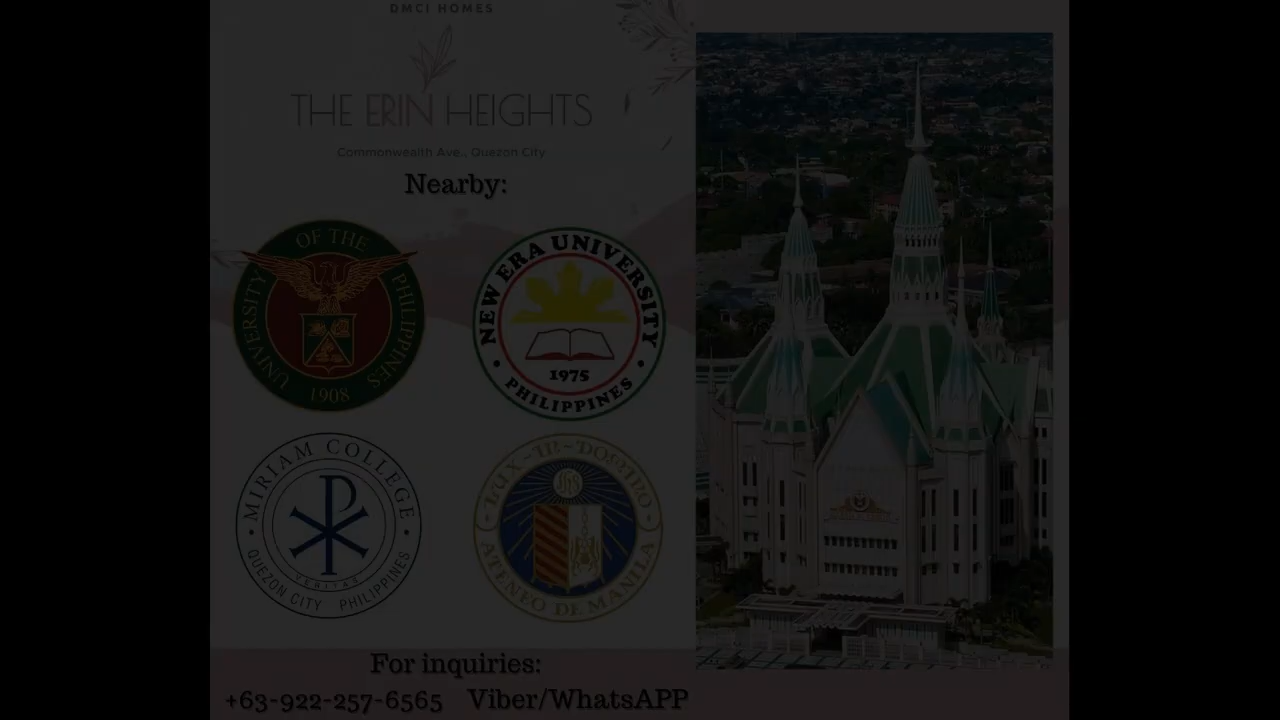 DMCI HOMES
THE ERIN HEIGHTS
Commonwealth Ave., Quezon City
Nearby:
UNIVERSITY OF THE PHILIPPINES
1908
NEW ERA UNIVERSITY
1975
PHILIPPINES
MIRIAM COLLEGE
VERITAS
QUEZON CITY PHILIPPINES
LUX-IN-DOMINO
IHS
ATENEO DE MANILA
For inquiries:
+63-922-257-6565 Viber/WhatsAPP